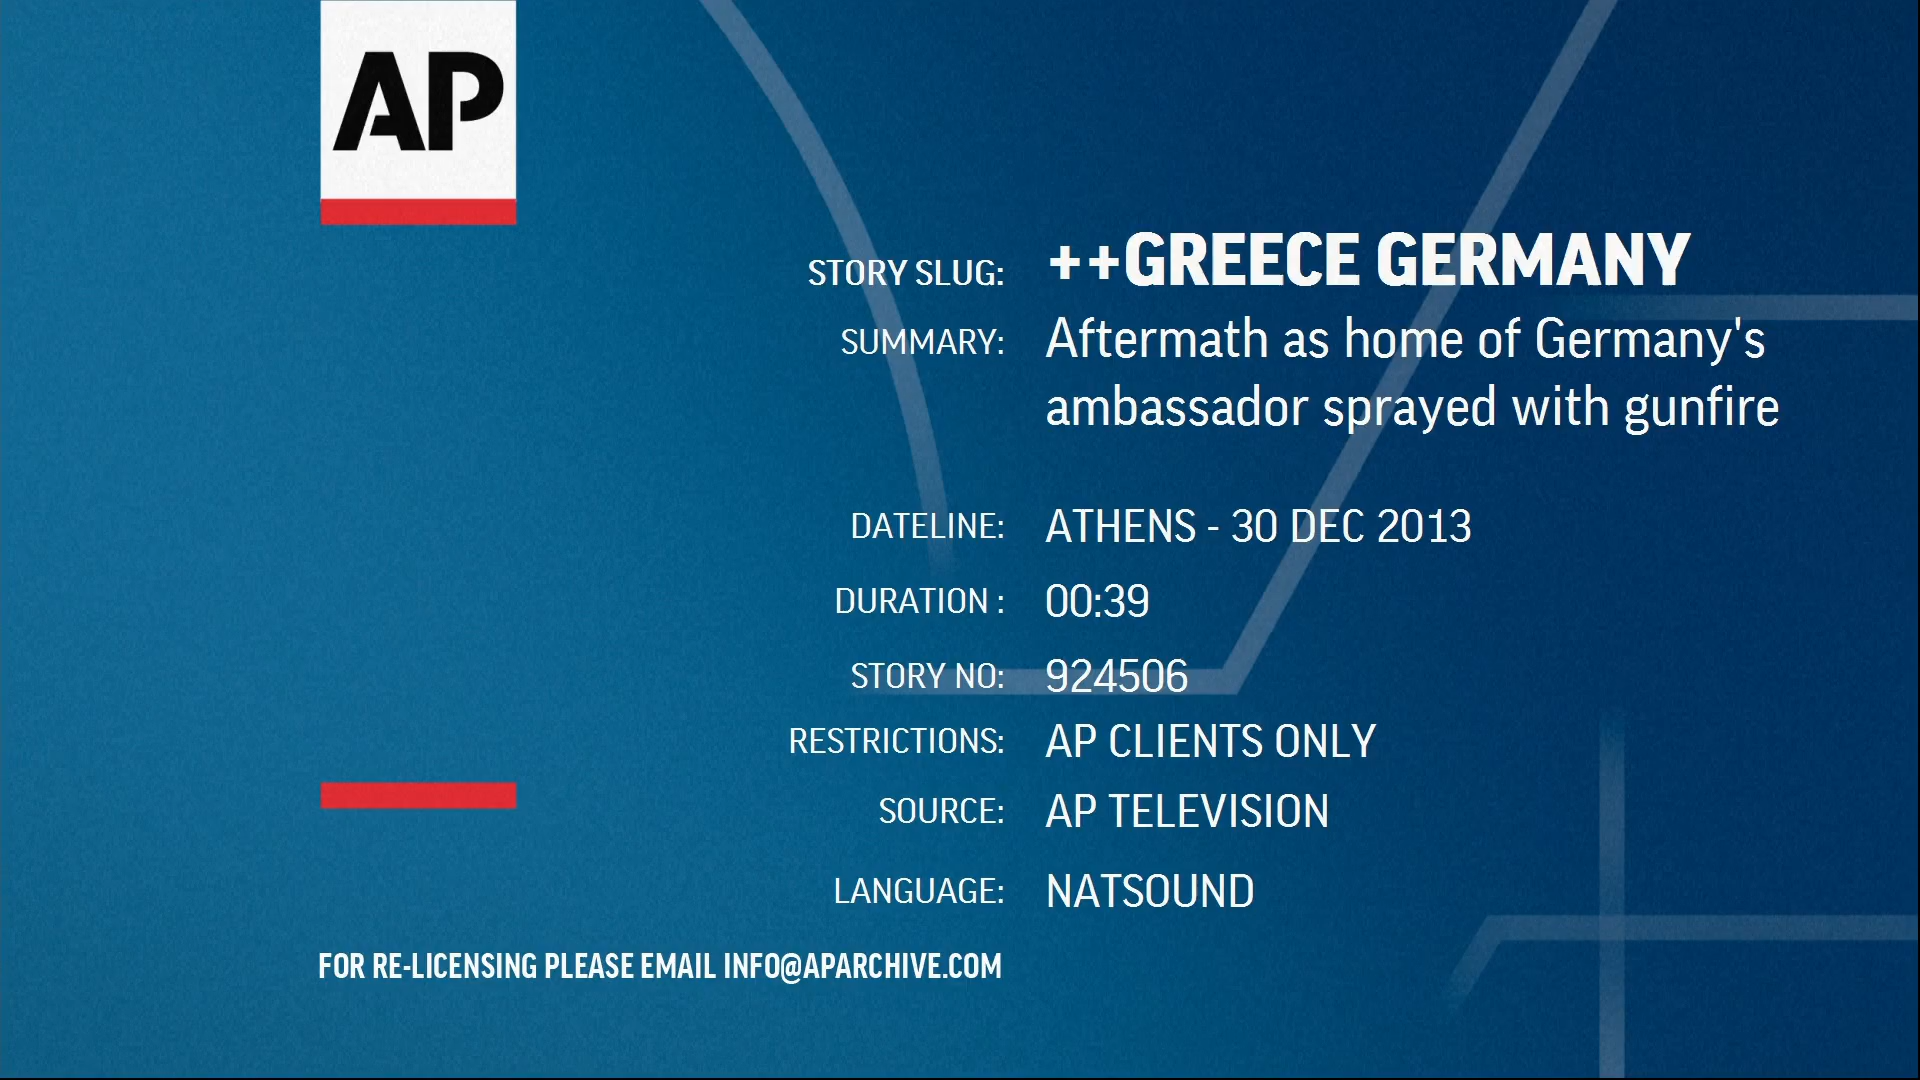 AP
STORY SLUG: ++GREECE GERMANY
SUMMARY: Aftermath as home of Germany's
ambassador sprayed with gunfire
DATELINE: ATHENS - 30 DEC 2013
DURATION : 00:39
STORY NO: 924506
RESTRICTIONS: AP CLIENTS ONLY
SOURCE: AP TELEVISION
LANGUAGE: NATSOUND
FOR RE-LICENSING PLEASE EMAIL INFO@APARCHIVE.COM